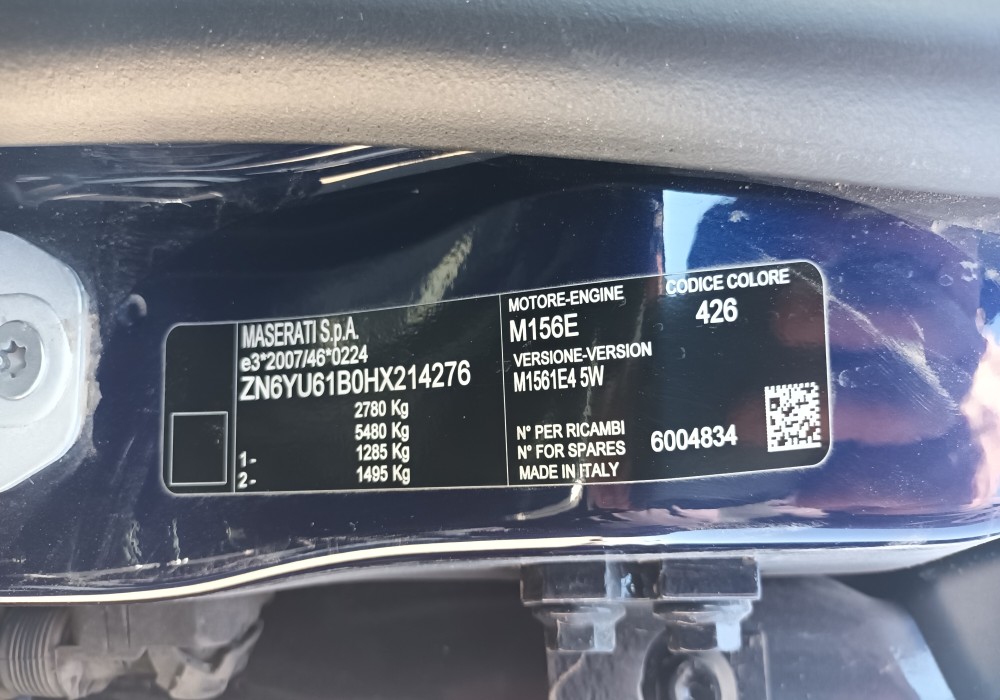 MASERATI S.p.A.
e3*2007/46*0224
ZN6YU61B0HX214276
2780 Kg
5480 Kg
1- 1285 Kg
2- 1495 Kg
MOTORE-ENGINE
M156E
VERSIONE-VERSION
M1561E4 5W
CODICE COLORE
426
N° PER RICAMBI
N° FOR SPARES
MADE IN ITALY
6004834